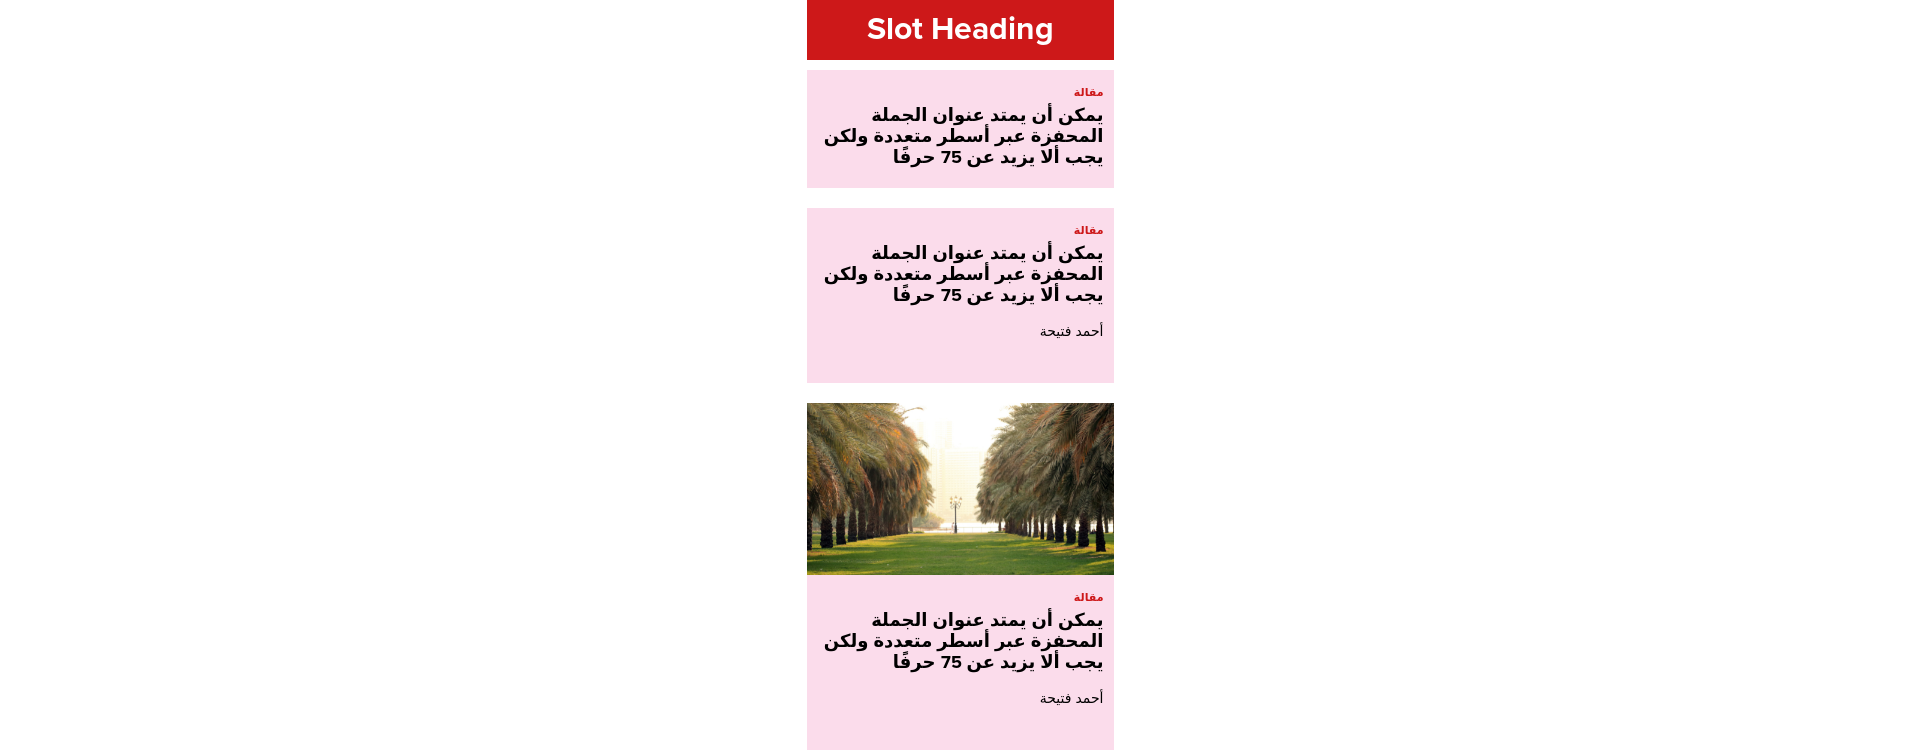 Slot Heading
مقالة
يمكن أن يمتد عنوان الجملة
المحفزة عبر أسطر متعددة ولكن
يجب ألا يزيد عن 75 حرفًا
مقالة
يمكن أن يمتد عنوان الجملة
المحفزة عبر أسطر متعددة ولكن
يجب ألا يزيد عن 75 حرفًا
أحمد فتيحة
مقالة
يمكن أن يمتد عنوان الجملة
المحفزة عبر أسطر متعددة ولكن
يجب ألا يزيد عن 75 حرفًا
أحمد فتيحة